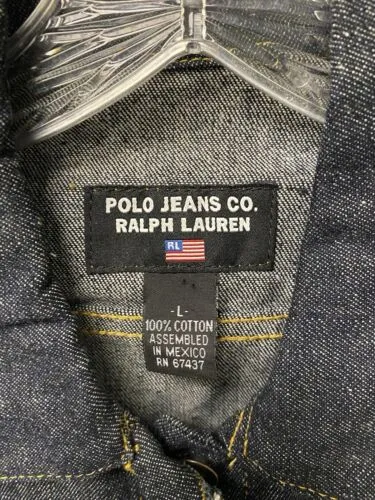 POLO JEANS CO.
RALPH LAUREN
RL
-L-
100% COTTON
ASSEMBLED
IN MEXICO
RN 67437